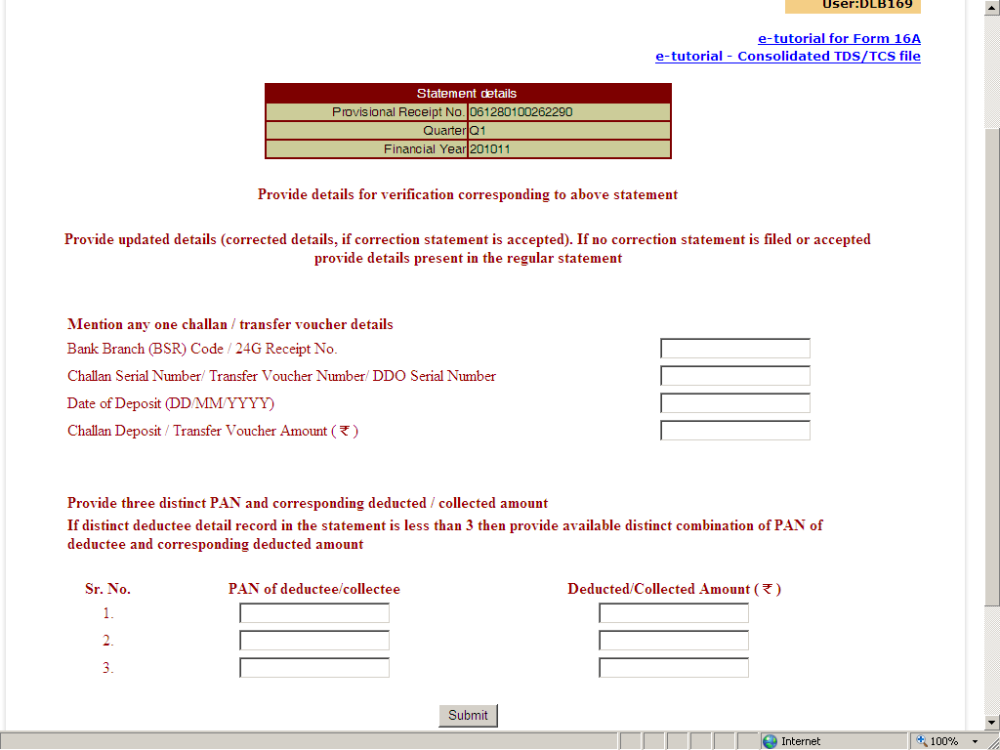 User:DLB169
e-tutorial for Form 16A
e-tutorial - Consolidated TDS/TCS file
Statement details
Provisional Receipt No. 061280100262290
Quarter Q1
Financial Year 201011
Provide details for verification corresponding to above statement
Provide updated details (corrected details, if correction statement is accepted). If no correction statement is filed or accepted
provide details present in the regular statement
Mention any one challan / transfer voucher details
Bank Branch (BSR) Code / 24G Receipt No.
Challan Serial Number/ Transfer Voucher Number/ DDO Serial Number
Date of Deposit (DD/MM/YYYY)
Challan Deposit / Transfer Voucher Amount ( ₹ )
Provide three distinct PAN and corresponding deducted / collected amount
If distinct deductee detail record in the statement is less than 3 then provide available distinct combination of PAN of
deductee and corresponding deducted amount
Sr. No. PAN of deductee/collectee Deducted/Collected Amount ( ₹ )
1.
2.
3.
Submit
Internet 100%